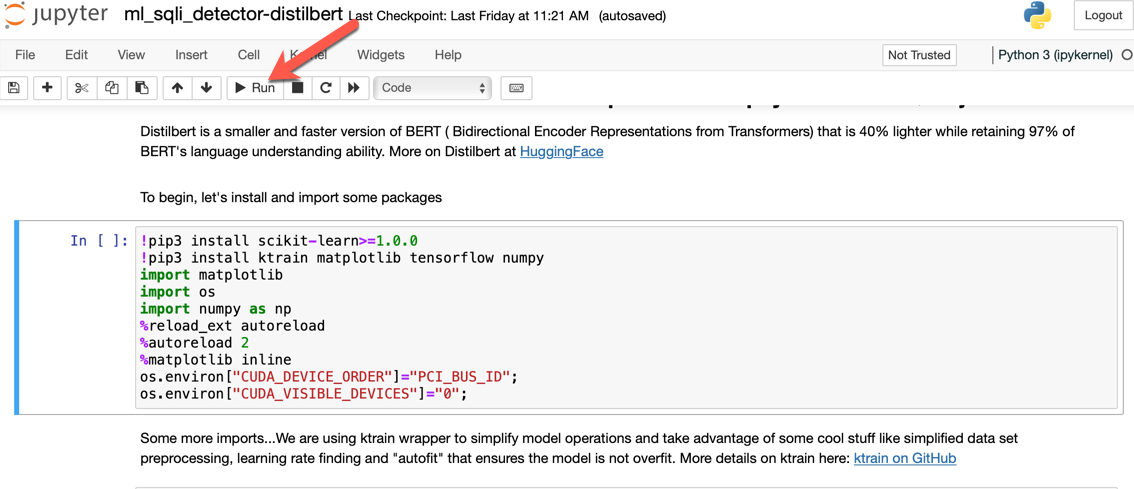 jupyter ml_sqli_detector-distilbert Last Checkpoint: Last Friday at 11:21 AM (autosaved) Logout
File Edit View Insert Cell Kernel Widgets Help Not Trusted Python 3 (ipykernel)
Run Code
Distilbert is a smaller and faster version of BERT ( Bidirectional Encoder Representations from Transformers) that is 40% lighter while retaining 97% of
BERT's language understanding ability. More on Distilbert at HuggingFace
To begin, let's install and import some packages
In [ ]: !pip3 install scikit-learn>=1.0.0
!pip3 install ktrain matplotlib tensorflow numpy
import matplotlib
import os
import numpy as np
%reload_ext autoreload
%autoreload 2
%matplotlib inline
os.environ["CUDA_DEVICE_ORDER"]="PCI_BUS_ID";
os.environ["CUDA_VISIBLE_DEVICES"]="0";
Some more imports...We are using ktrain wrapper to simplify model operations and take advantage of some cool stuff like simplified data set
preprocessing, learning rate finding and "autofit" that ensures the model is not overfit. More details on ktrain here: ktrain on GitHub